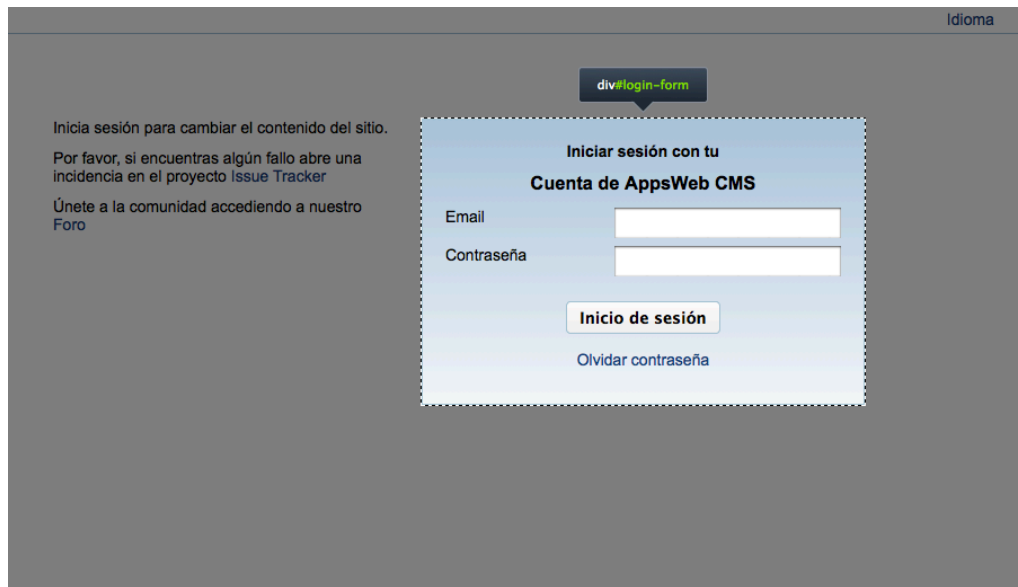 Idioma
div#login-form
Inicia sesión para cambiar el contenido del sitio.
Por favor, si encuentras algún fallo abre una
incidencia en el proyecto Issue Tracker
Únete a la comunidad accediendo a nuestro
Foro
Iniciar sesión con tu
Cuenta de AppsWeb CMS
Email
Contraseña
Inicio de sesión
Olvidar contraseña